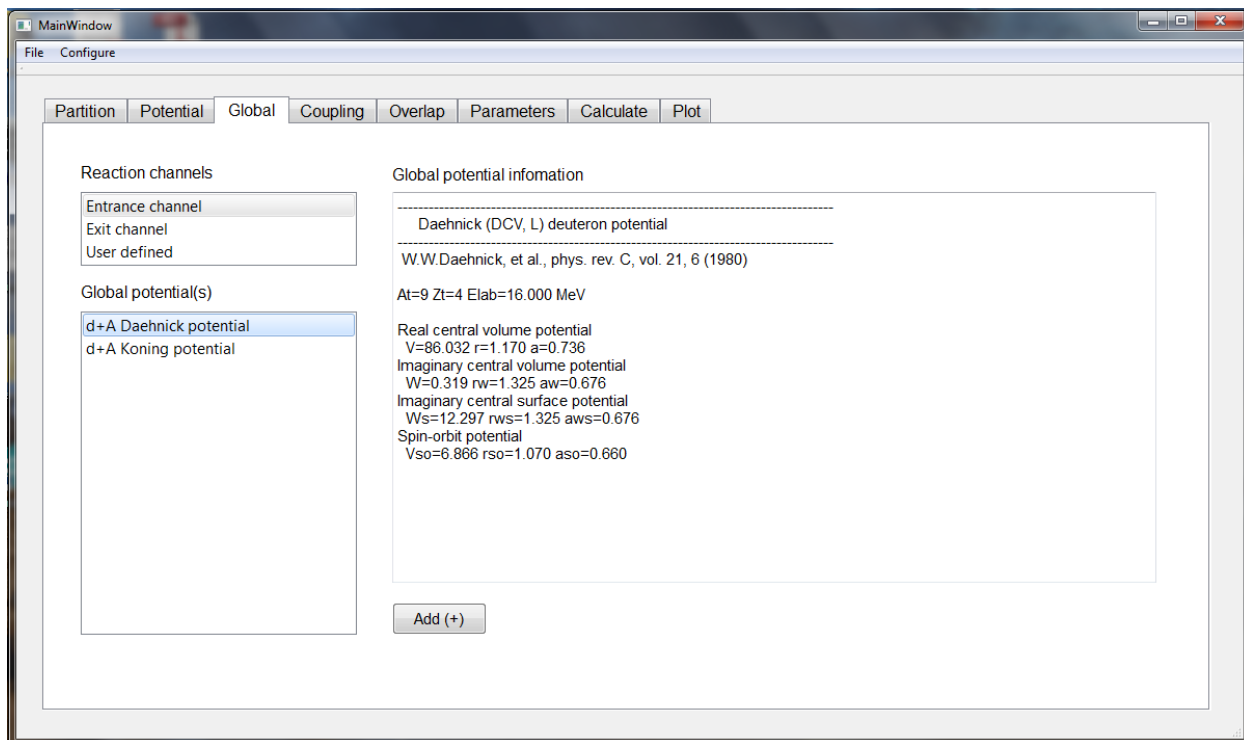 MainWindow
File Configure
Partition Potential Global Coupling Overlap Parameters Calculate Plot
Reaction channels
Entrance channel
Exit channel
User defined
Global potential(s)
d+A Daehnick potential
d+A Koning potential
Global potential infomation
--------------------------------------------------------------------------------------
Daehnick (DCV, L) deuteron potential
--------------------------------------------------------------------------------------
W.W.Daehnick, et al., phys. rev. C, vol. 21, 6 (1980)
At=9 Zt=4 Elab=16.000 MeV
Real central volume potential
V=86.032 r=1.170 a=0.736
Imaginary central volume potential
W=0.319 rw=1.325 aw=0.676
Imaginary central surface potential
Ws=12.297 rws=1.325 aws=0.676
Spin-orbit potential
Vso=6.866 rso=1.070 aso=0.660
Add (+)